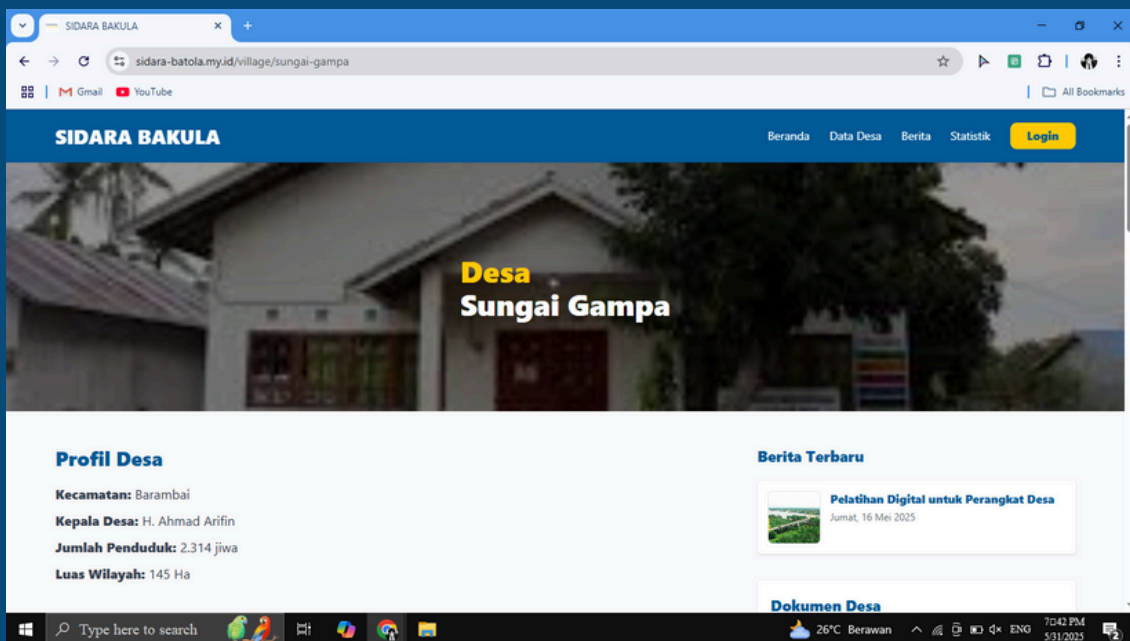 SIDARA BAKULA
sidara-batola.my.id/village/sungai-gampa
Gmail YouTube All Bookmarks
SIDARA BAKULA Beranda Data Desa Berita Statistik Login
Desa
Sungai Gampa
Profil Desa
Kecamatan: Barambai
Kepala Desa: H. Ahmad Arifin
Jumlah Penduduk: 2.314 jiwa
Luas Wilayah: 145 Ha
Berita Terbaru
Pelatihan Digital untuk Perangkat Desa
Jumat, 16 Mei 2025
Dokumen Desa
Type here to search 26°C Berawan ENG 7:42 PM
5/31/2025 2